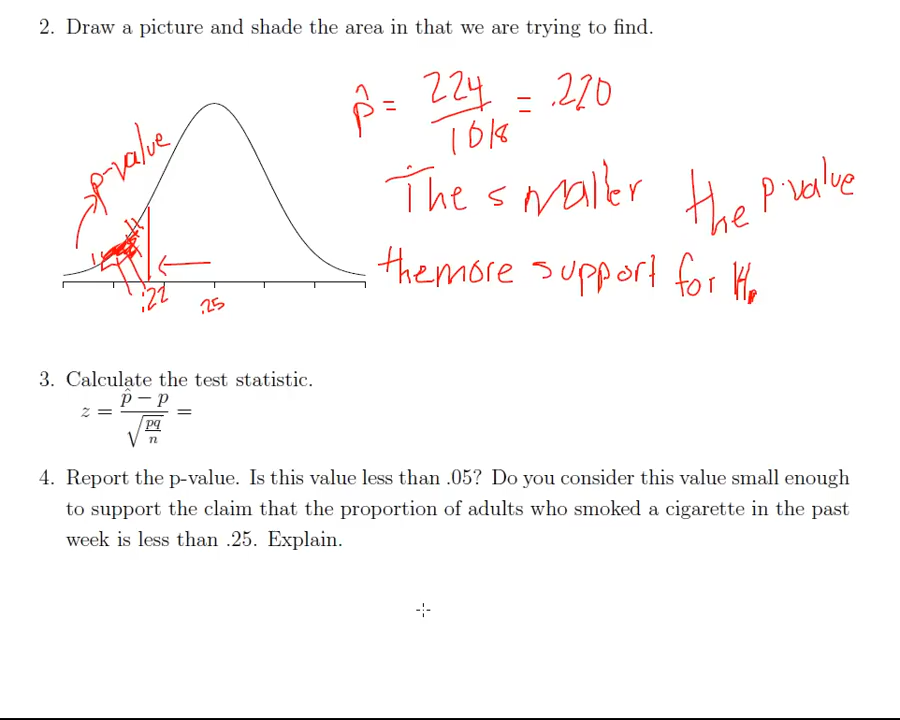 2. Draw a picture and shade the area in that we are trying to find.
p̂ = 224/1018 = .220
p-value
The smaller the p-value
the more support for H₁
.22
.25
3. Calculate the test statistic.
z = (p̂ − p)/√(pq/n) =
4. Report the p-value. Is this value less than .05? Do you consider this value small enough
to support the claim that the proportion of adults who smoked a cigarette in the past
week is less than .25. Explain.